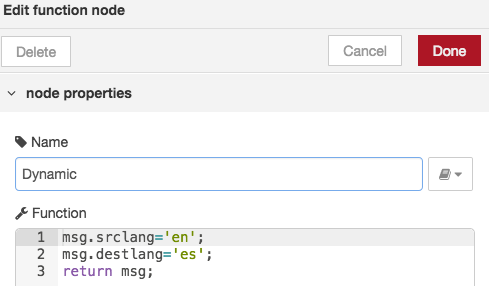 Edit function node
Delete
Cancel
Done
node properties
Name
Dynamic
Function
1 msg.srclang='en';
2 msg.destlang='es';
3 return msg;